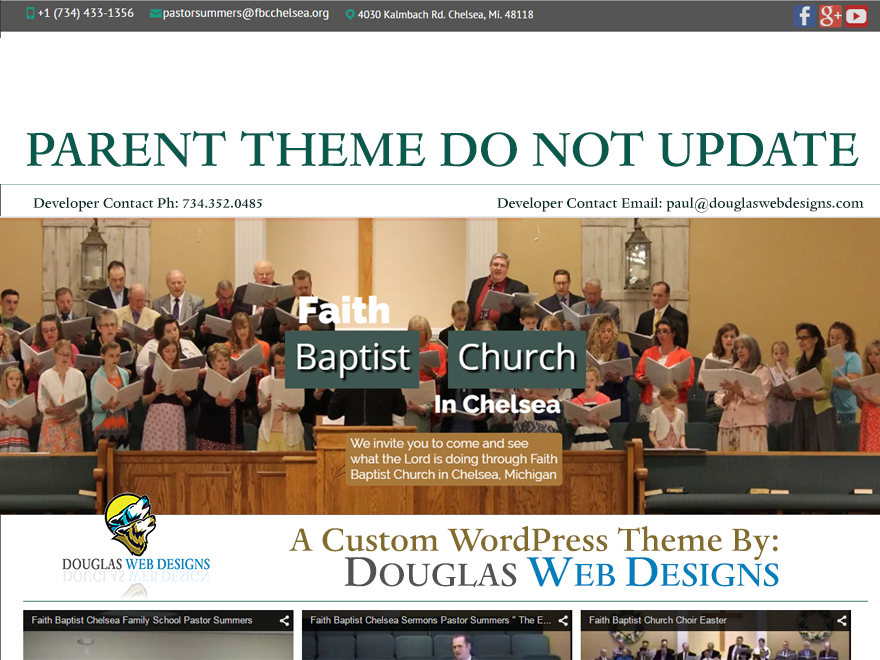 +1 (734) 433-1356 pastorsummers@fbcchelsea.org 4030 Kalmbach Rd. Chelsea, Mi. 48118
f g+
PARENT THEME DO NOT UPDATE
Developer Contact Ph: 734.352.0485 Developer Contact Email: paul@douglaswebdesigns.com
Faith
Baptist Church
In Chelsea
We invite you to come and see
what the Lord is doing through Faith
Baptist Church in Chelsea, Michigan
A Custom WordPress Theme By:
DOUGLAS WEB DESIGNS
DOUGLAS WEB DESIGNS
Faith Baptist Chelsea Family School Pastor Summers
Faith Baptist Chelsea Sermons Pastor Summers " The E...
Faith Baptist Church Choir Easter